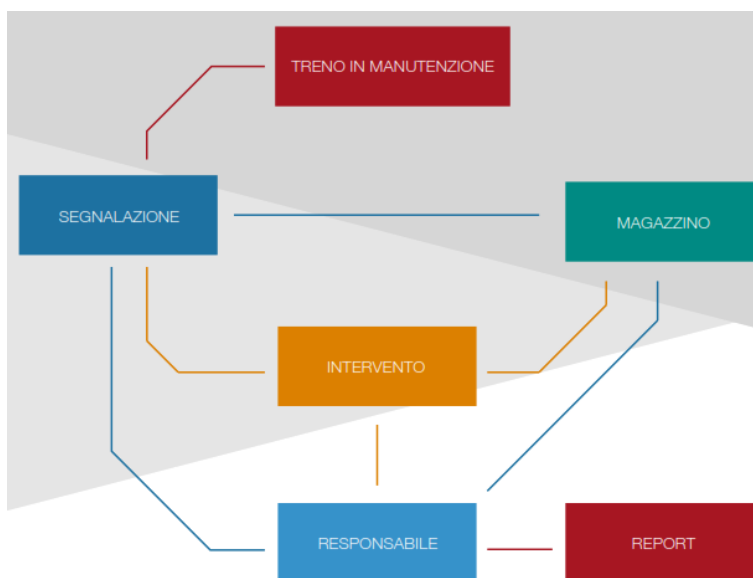 TRENO IN MANUTENZIONE
SEGNALAZIONE
MAGAZZINO
INTERVENTO
RESPONSABILE
REPORT